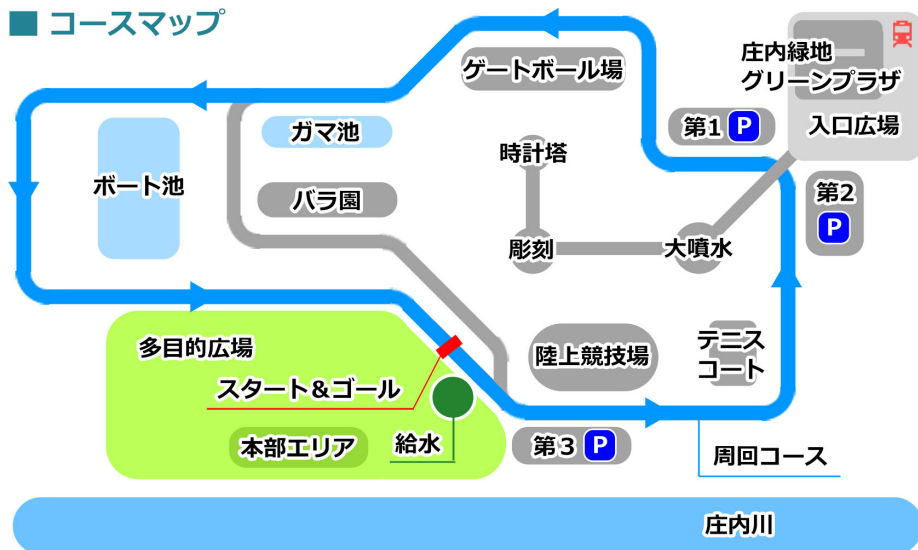 コースマップ
庄内緑地
グリーンプラザ
入口広場
ゲートボール場
第1 P
ガマ池
時計塔
ボート池
バラ園
第2
P
彫刻
大噴水
多目的広場
テニス
コート
陸上競技場
スタート&ゴール
本部エリア
給水
第3 P
周回コース
庄内川